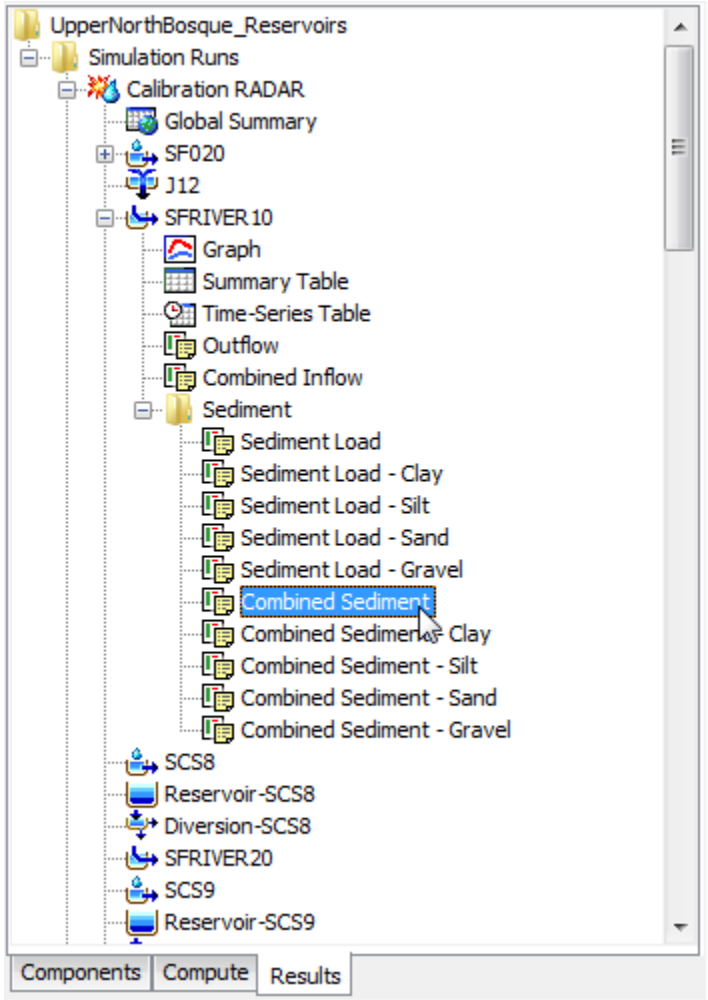 UpperNorthBosque_Reservoirs
Simulation Runs
Calibration RADAR
Global Summary
SF020
J12
SFRIVER10
Graph
Summary Table
Time-Series Table
Outflow
Combined Inflow
Sediment
Sediment Load
Sediment Load - Clay
Sediment Load - Silt
Sediment Load - Sand
Sediment Load - Gravel
Combined Sediment
Combined Sediment - Clay
Combined Sediment - Silt
Combined Sediment - Sand
Combined Sediment - Gravel
SCS8
Reservoir-SCS8
Diversion-SCS8
SFRIVER20
SCS9
Reservoir-SCS9
Components Compute Results